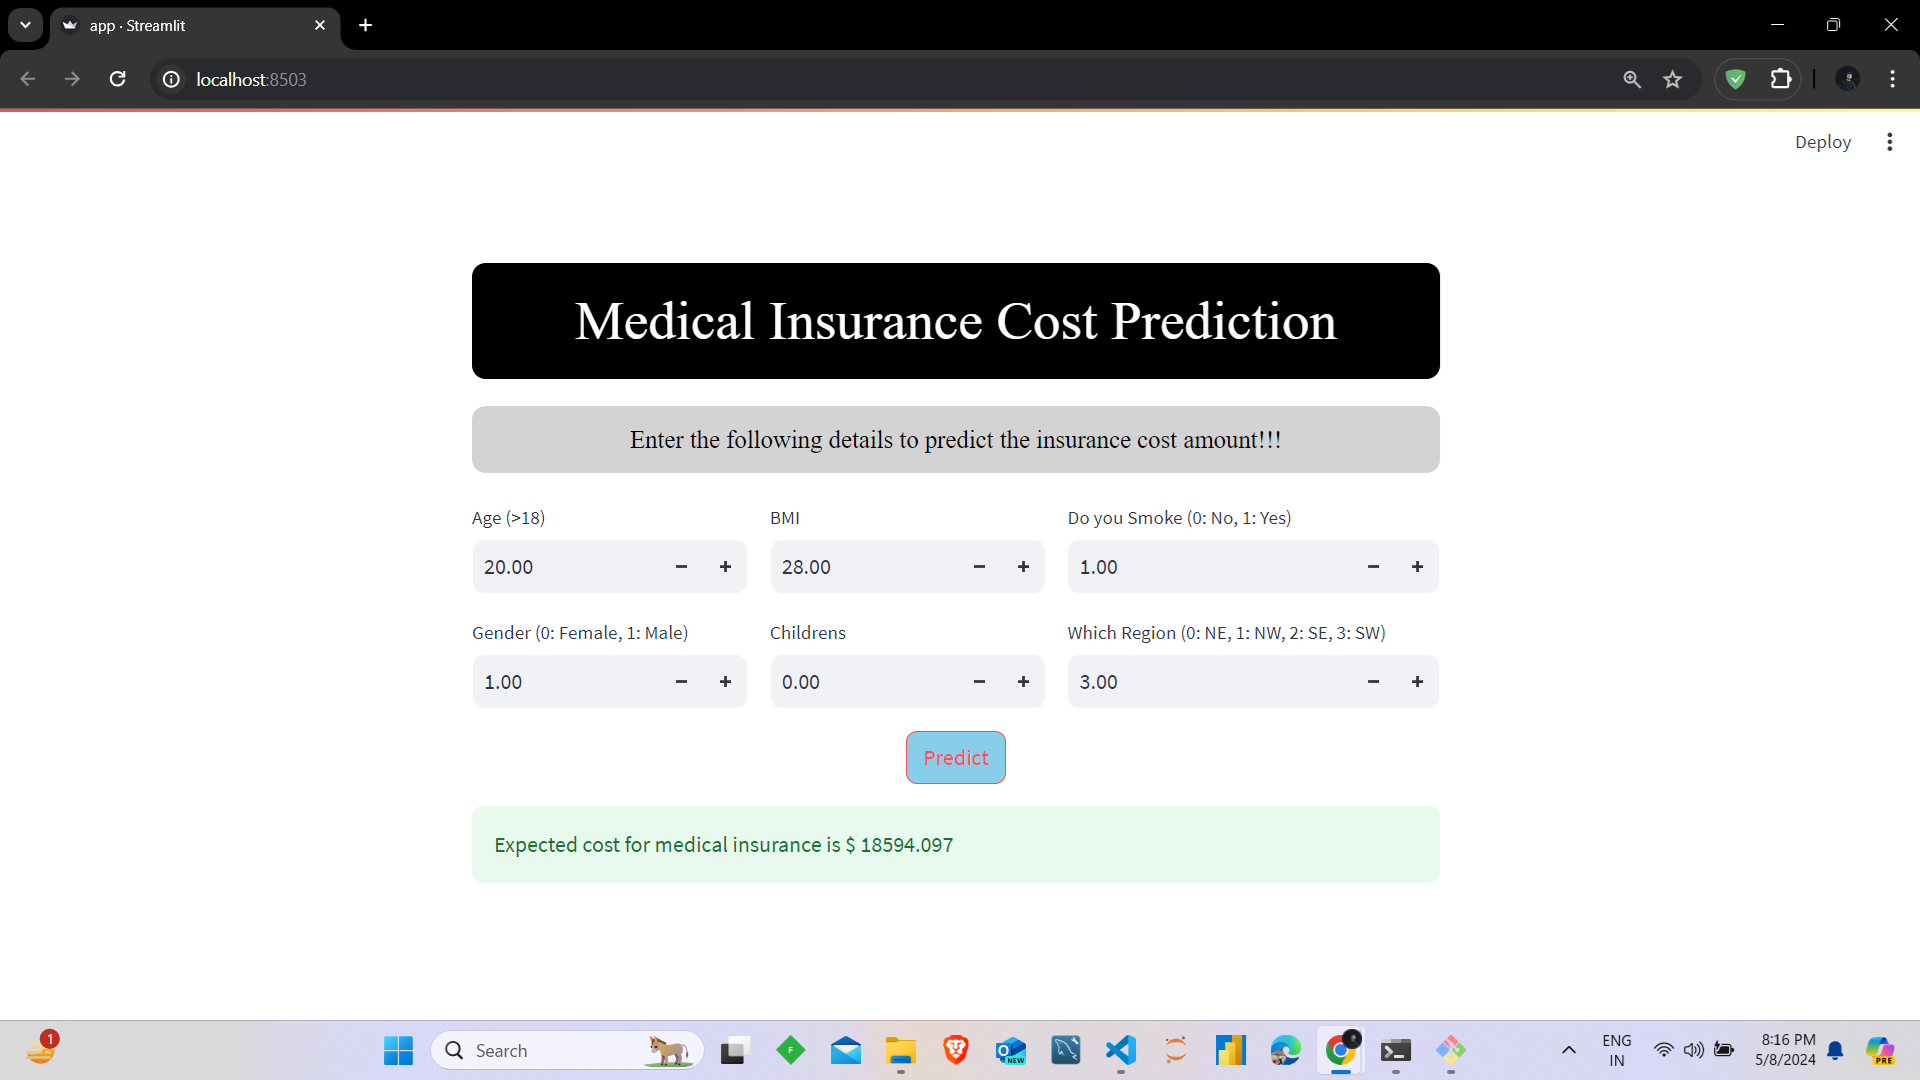 app · Streamlit
localhost:8503
Deploy
Medical Insurance Cost Prediction
Enter the following details to predict the insurance cost amount!!!
Age (>18)
BMI
Do you Smoke (0: No, 1: Yes)
20.00
28.00
1.00
Gender (0: Female, 1: Male)
Childrens
Which Region (0: NE, 1: NW, 2: SE, 3: SW)
1.00
0.00
3.00
Predict
Expected cost for medical insurance is $ 18594.097
1
Search
F
NEW
ENG
IN
8:16 PM
5/8/2024
PRE